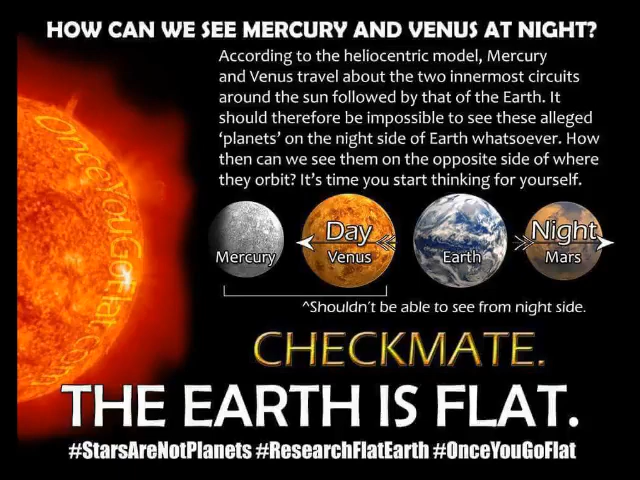 HOW CAN WE SEE MERCURY AND VENUS AT NIGHT?
According to the heliocentric model, Mercury
and Venus travel about the two innermost circuits
around the sun followed by that of the Earth. It
should therefore be impossible to see these alleged
‘planets’ on the night side of Earth whatsoever. How
then can we see them on the opposite side of where
they orbit? It’s time you start thinking for yourself.
OnceYouGoFlat.com
Day
Night
Mercury
Venus
Earth
Mars
^Shouldn't be able to see from night side.
CHECKMATE.
THE EARTH IS FLAT.
#StarsAreNotPlanets #ResearchFlatEarth #OnceYouGoFlat